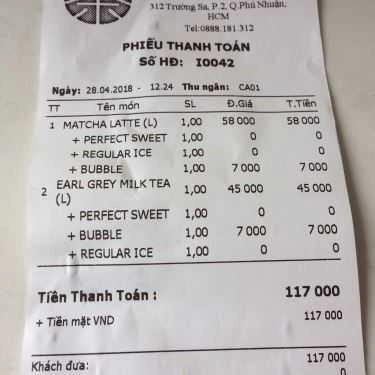 312 Trường Sa, P.2, Q.Phú Nhuận,
HCM
Tel:0888.181.312
PHIẾU THANH TOÁN
Số HĐ: I0042
Ngày: 28.04.2018 - 12.24 Thu ngân: CA01
TT Tên món SL Đ.Giá T.Tiền
1 MATCHA LATTE (L) 1,00 58 000 58 000
+ PERFECT SWEET 1,00 0 0
+ REGULAR ICE 1,00 0 0
+ BUBBLE 1,00 7 000 7 000
2 EARL GREY MILK TEA (L) 1,00 45 000 45 000
+ PERFECT SWEET 1,00 0 0
+ BUBBLE 1,00 7 000 7 000
+ REGULAR ICE 1,00 0 0
Tiền Thanh Toán : 117 000
+ Tiền mặt VND 117 000
Khách đưa: 117 000